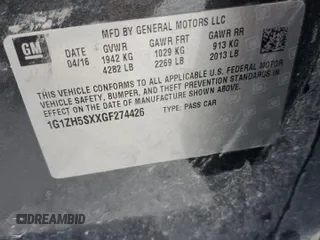 MFD BY GENERAL MOTORS LLC
GM
04/16
GVWR
1942 KG
4282 LB
GAWR FRT
1029 KG
2269 LB
GAWR RR
913 KG
2013 LB
THIS VEHICLE CONFORMS TO ALL APPLICABLE U.S. FEDERAL MOTOR
VEHICLE SAFETY, BUMPER, AND THEFT PREVENTION STANDARDS IN
EFFECT ON THE DATE OF MANUFACTURE SHOWN ABOVE.
1G1ZH5SXXGF274426
TYPE: PASS CAR
DREAMBID